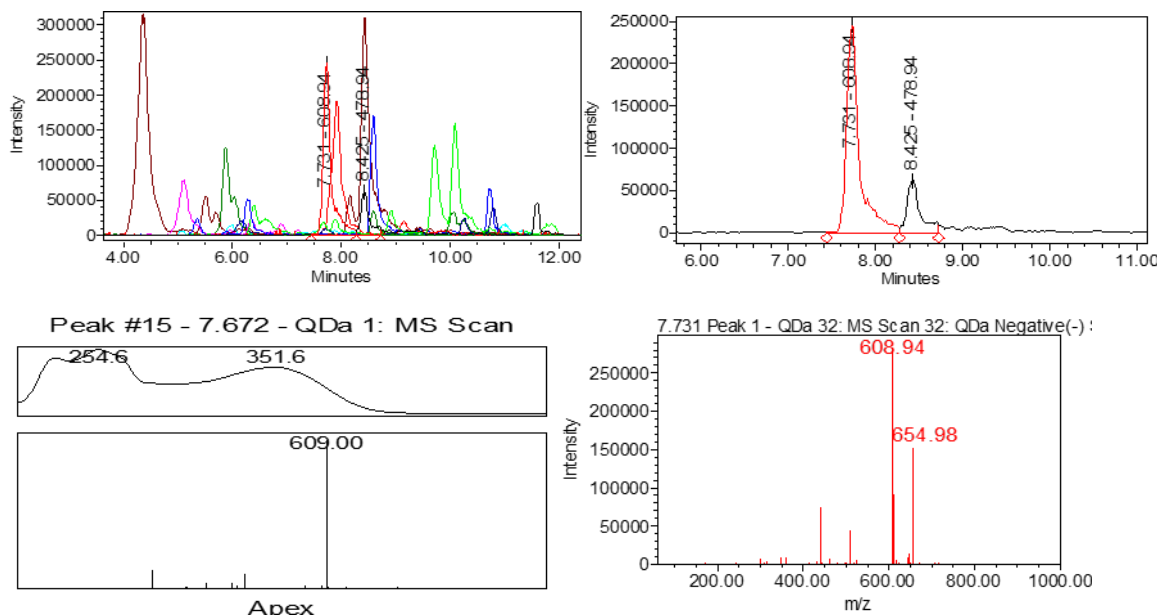 300000
250000
200000
150000
100000
50000
0
Intensity
7.731 - 608.94
8.425 - 478.94
4.00 6.00 8.00 10.00 12.00
Minutes
250000
200000
150000
100000
50000
0
Intensity
7.731 - 608.94
8.425 - 478.94
6.00 7.00 8.00 9.00 10.00 11.00
Minutes
Peak #15 - 7.672 - QDa 1: MS Scan
254.6 351.6
609.00
Apex
7.731 Peak 1 - QDa 32: MS Scan 32: QDa Negative(-)
608.94
654.98
250000
200000
150000
100000
50000
0
Intensity
200.00 400.00 600.00 800.00 1000.00
m/z